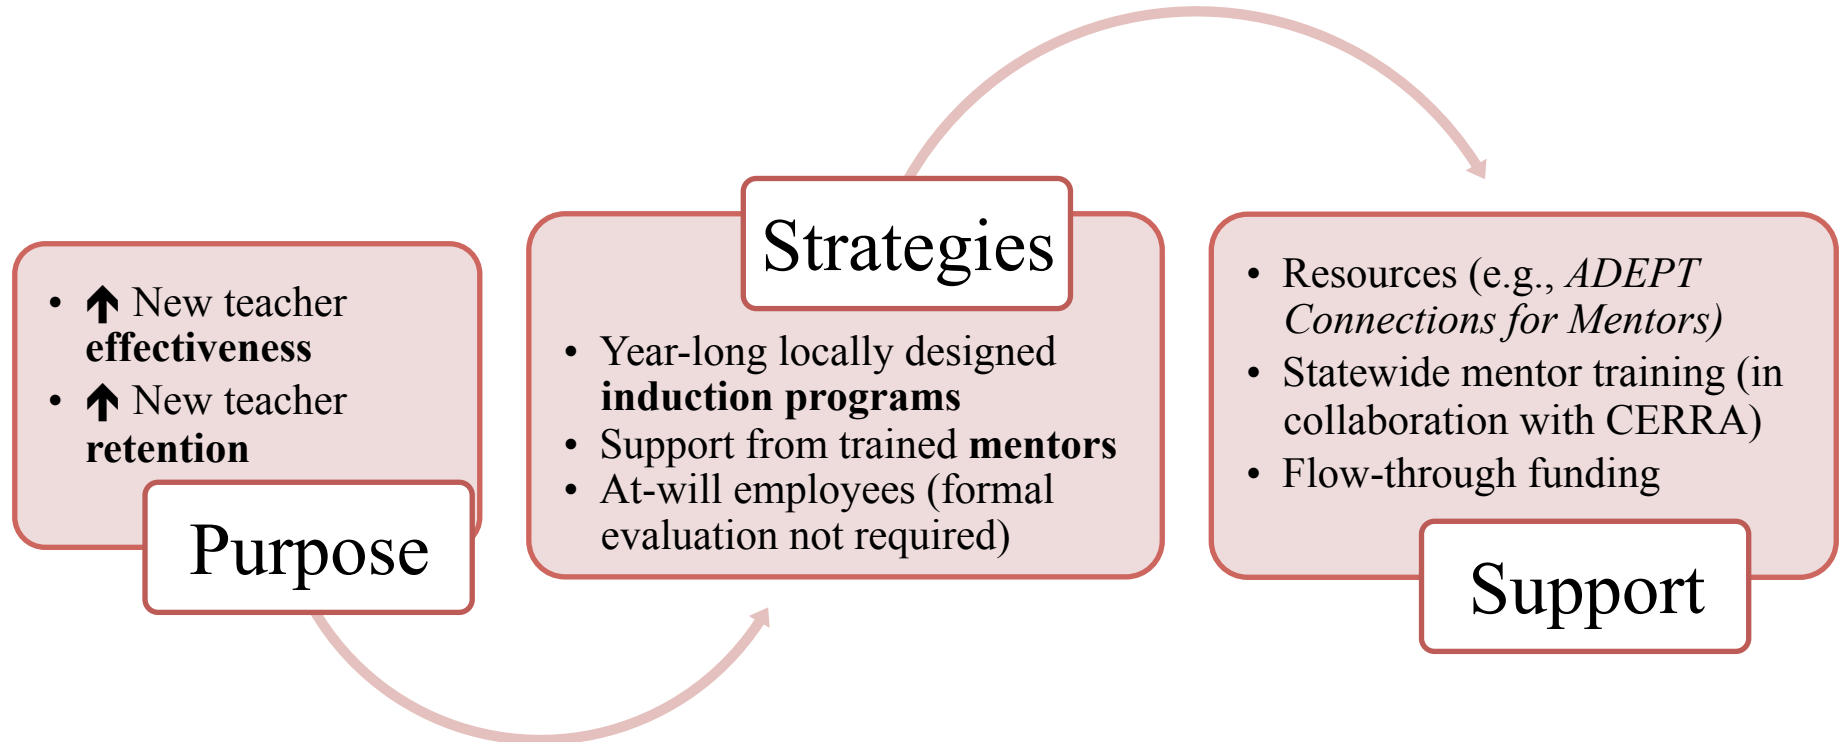 • 🡹 New teacher
effectiveness
• 🡹 New teacher
retention
Purpose
Strategies
• Year-long locally designed
induction programs
• Support from trained mentors
• At-will employees (formal
evaluation not required)
• Resources (e.g., ADEPT
Connections for Mentors)
• Statewide mentor training (in
collaboration with CERRA)
• Flow-through funding
Support